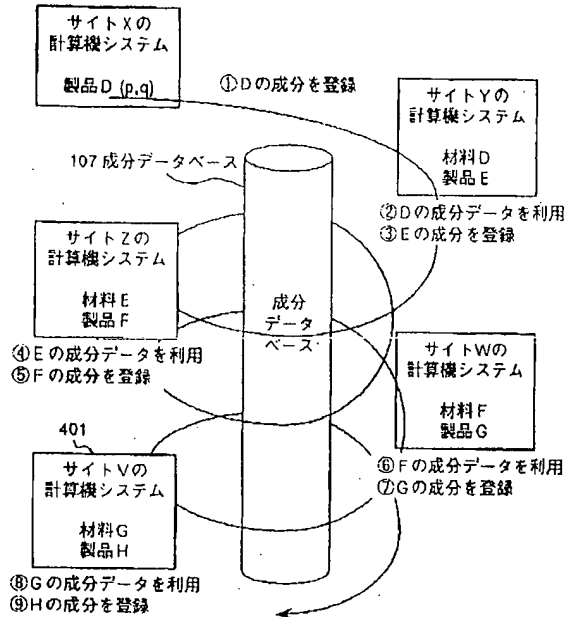 サイトXの
計算機システム
製品D (p,q)
①Dの成分を登録
サイトYの
計算機システム
材料D
製品E
107 成分データベース
②Dの成分データを利用
③Eの成分を登録
サイトZの
計算機システム
材料E
製品F
成分
データ
ベース
④Eの成分データを利用
⑤Fの成分を登録
サイトWの
計算機システム
材料F
製品G
401
⑥Fの成分データを利用
⑦Gの成分を登録
サイトVの
計算機システム
材料G
製品H
⑧Gの成分データを利用
⑨Hの成分を登録